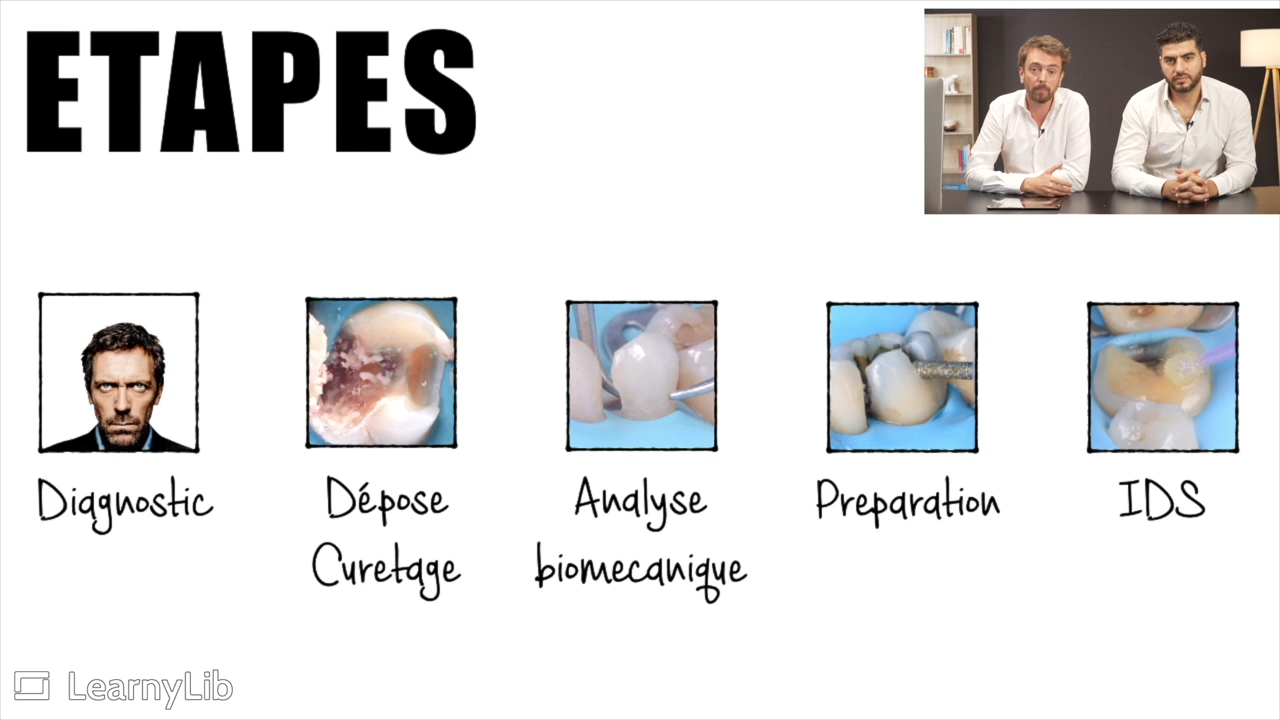 ETAPES
Diagnostic
Dépose
Curetage
Analyse
biomecanique
Preparation
IDS
LearnyLib